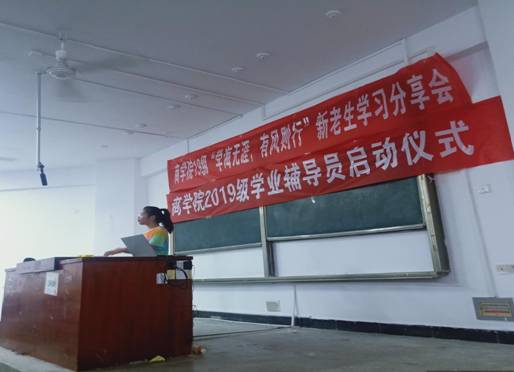 商学院19级“学海无涯，有风则行”新老生学习分享会
商学院2019级学业辅导员启动仪式